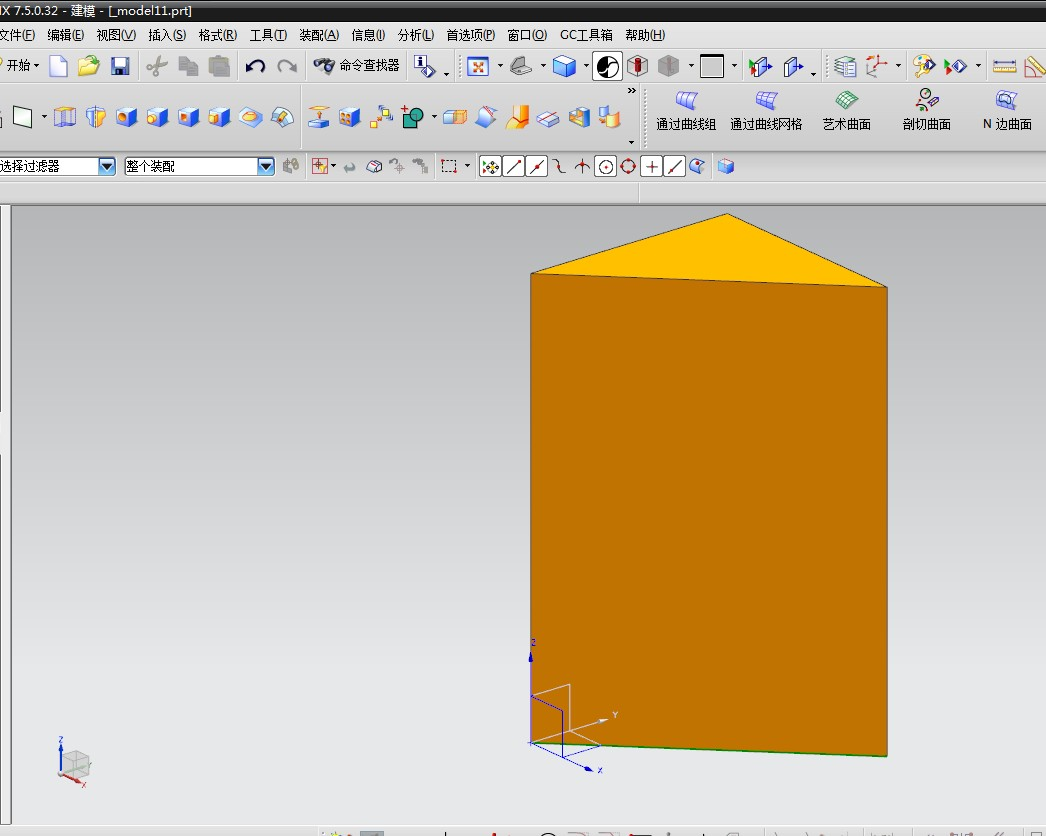 NX 7.5.0.32 - 建模 - [_model11.prt]
文件(F) 编辑(E) 视图(V) 插入(S) 格式(R) 工具(T) 装配(A) 信息(I) 分析(L) 首选项(P) 窗口(O) GC工具箱 帮助(H)
开始 命令查找器
通过曲线组 通过曲线网格 艺术曲面 剖切曲面 N 边曲面
选择过滤器 整个装配
Z
Y
X
Z
Y
X